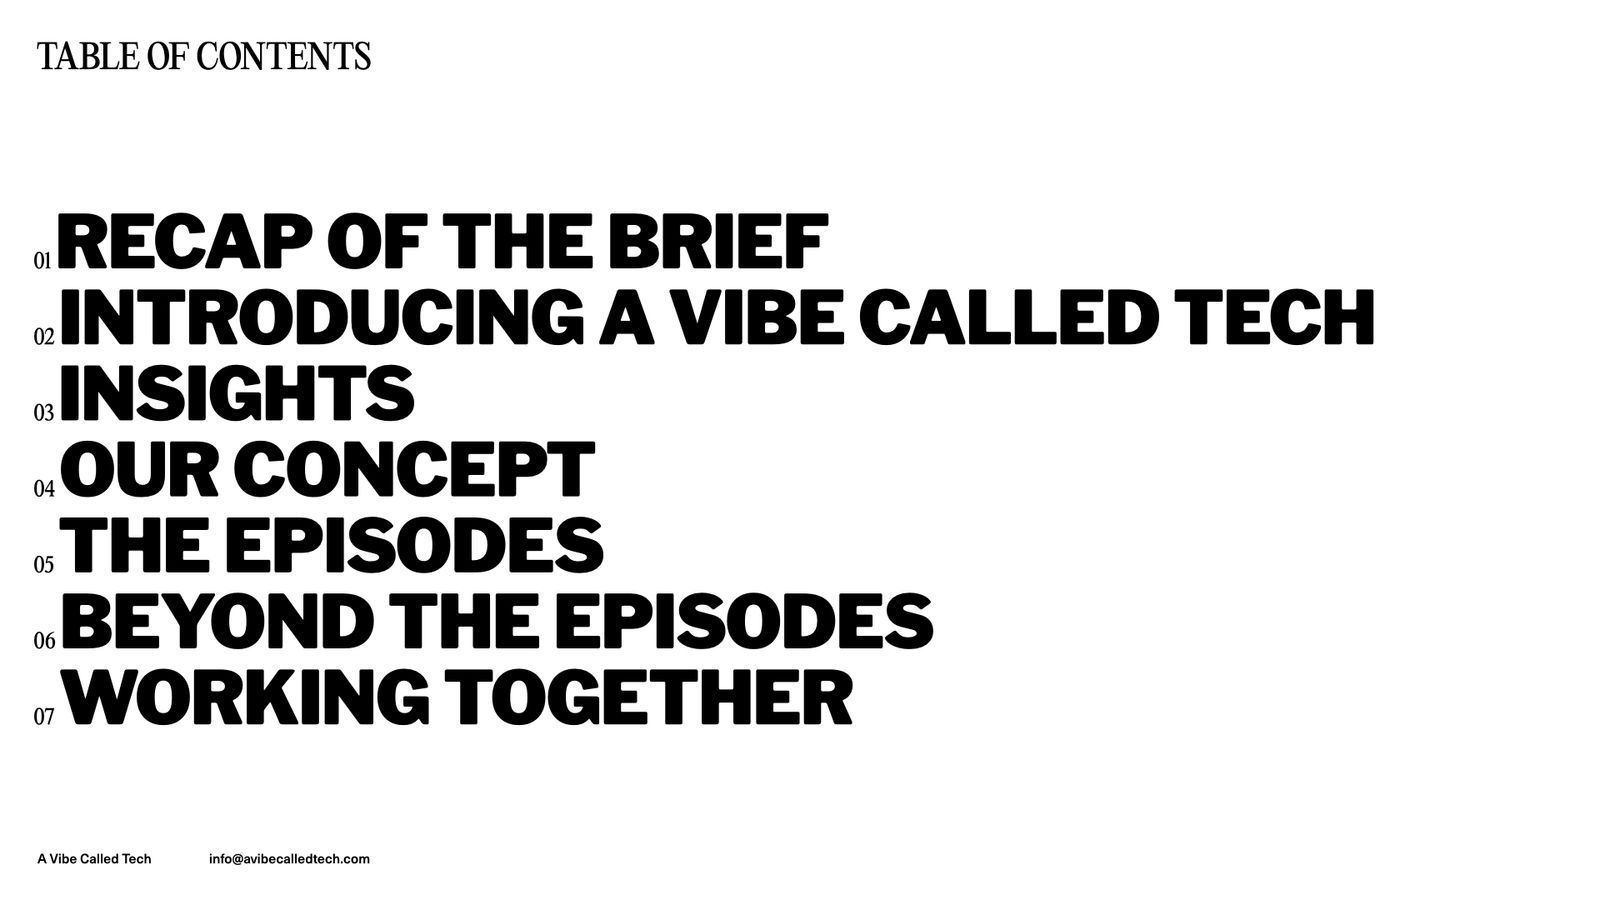 TABLE OF CONTENTS
01 RECAP OF THE BRIEF
02 INTRODUCING A VIBE CALLED TECH
03 INSIGHTS
04 OUR CONCEPT
05 THE EPISODES
06 BEYOND THE EPISODES
07 WORKING TOGETHER
A Vibe Called Tech info@avibecalledtech.com